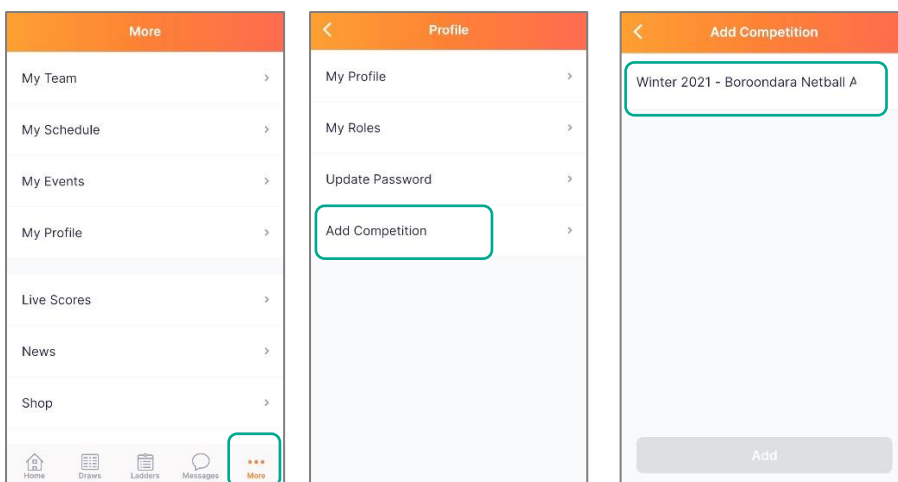 More
My Team
My Schedule
My Events
My Profile
Live Scores
News
Shop
Home Draws Ladders Messages More
Profile
My Profile
My Roles
Update Password
Add Competition
Add Competition
Winter 2021 - Boroondara Netball A
Add